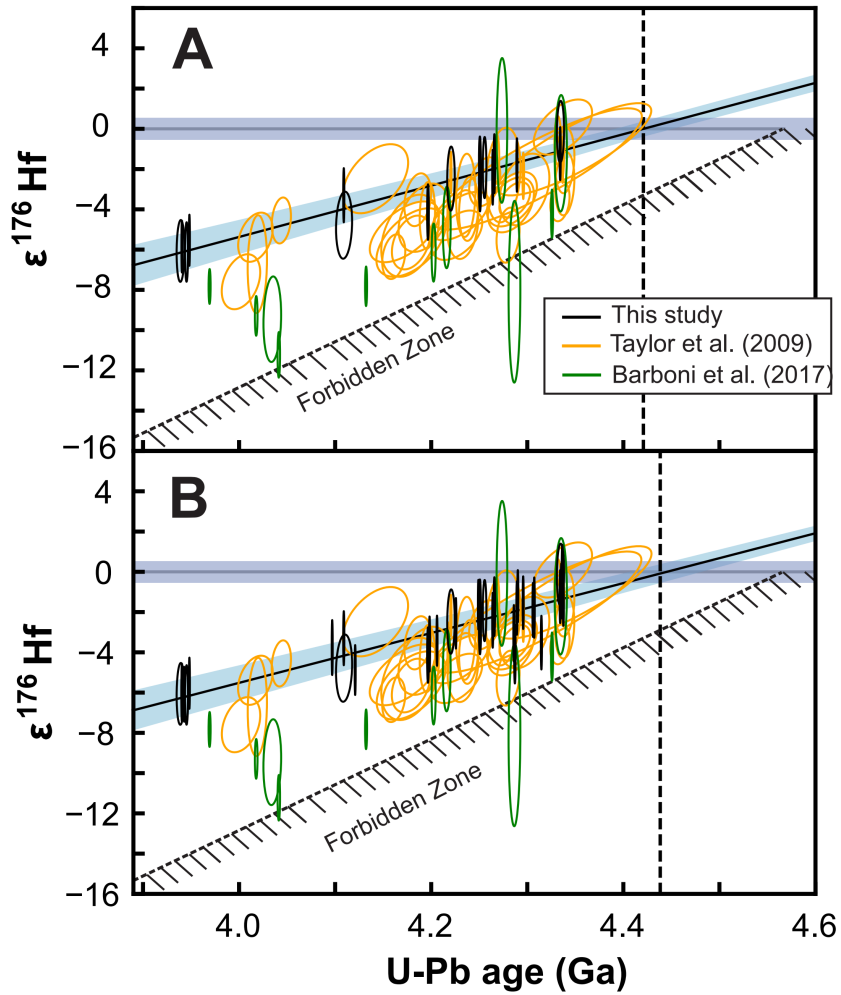 A
4
0
−4
−8
−12
−16
ε¹⁷⁶Hf
This study
Taylor et al. (2009)
Barboni et al. (2017)
Forbidden Zone
B
4
0
−4
−8
−12
−16
ε¹⁷⁶Hf
Forbidden Zone
4.0 4.2 4.4 4.6
U-Pb age (Ga)